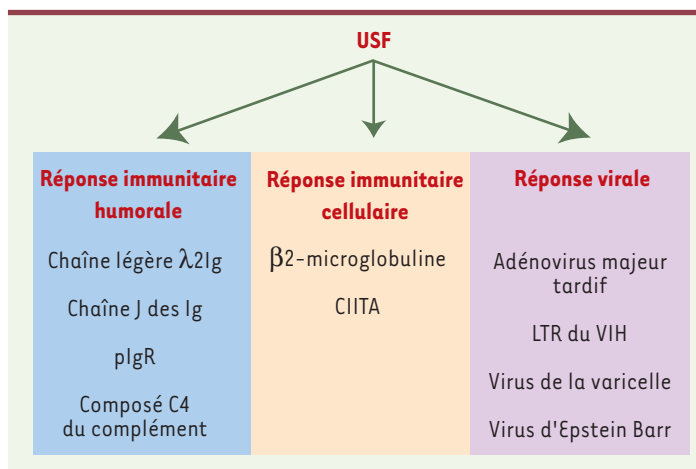 USF
Réponse immunitaire
humorale
Chaîne légère λ2Ig
Chaîne J des Ig
pIgR
Composé C4
du complément
Réponse immunitaire
cellulaire
β2-microglobuline
CIITA
Réponse virale
Adénovirus majeur
tardif
LTR du VIH
Virus de la varicelle
Virus d'Epstein Barr